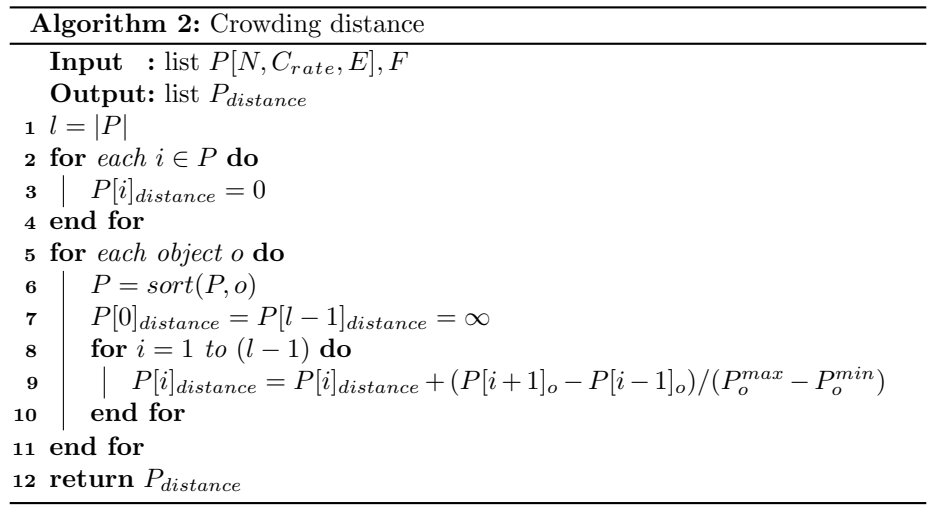 Algorithm 2: Crowding distance
Input : list P[N, C_{rate}, E], F
Output: list P_{distance}
1 l = |P|
2 for each i ∈ P do
3 P[i]_{distance} = 0
4 end for
5 for each object o do
6 P = sort(P, o)
7 P[0]_{distance} = P[l − 1]_{distance} = ∞
8 for i = 1 to (l − 1) do
9 P[i]_{distance} = P[i]_{distance} + (P[i+1]_o − P[i−1]_o)/(P_o^{max} − P_o^{min})
10 end for
11 end for
12 return P_{distance}